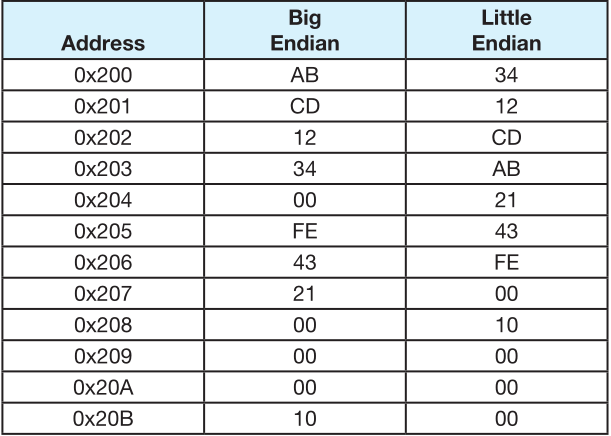 Address Big Endian Little Endian
0x200 AB 34
0x201 CD 12
0x202 12 CD
0x203 34 AB
0x204 00 21
0x205 FE 43
0x206 43 FE
0x207 21 00
0x208 00 10
0x209 00 00
0x20A 00 00
0x20B 10 00